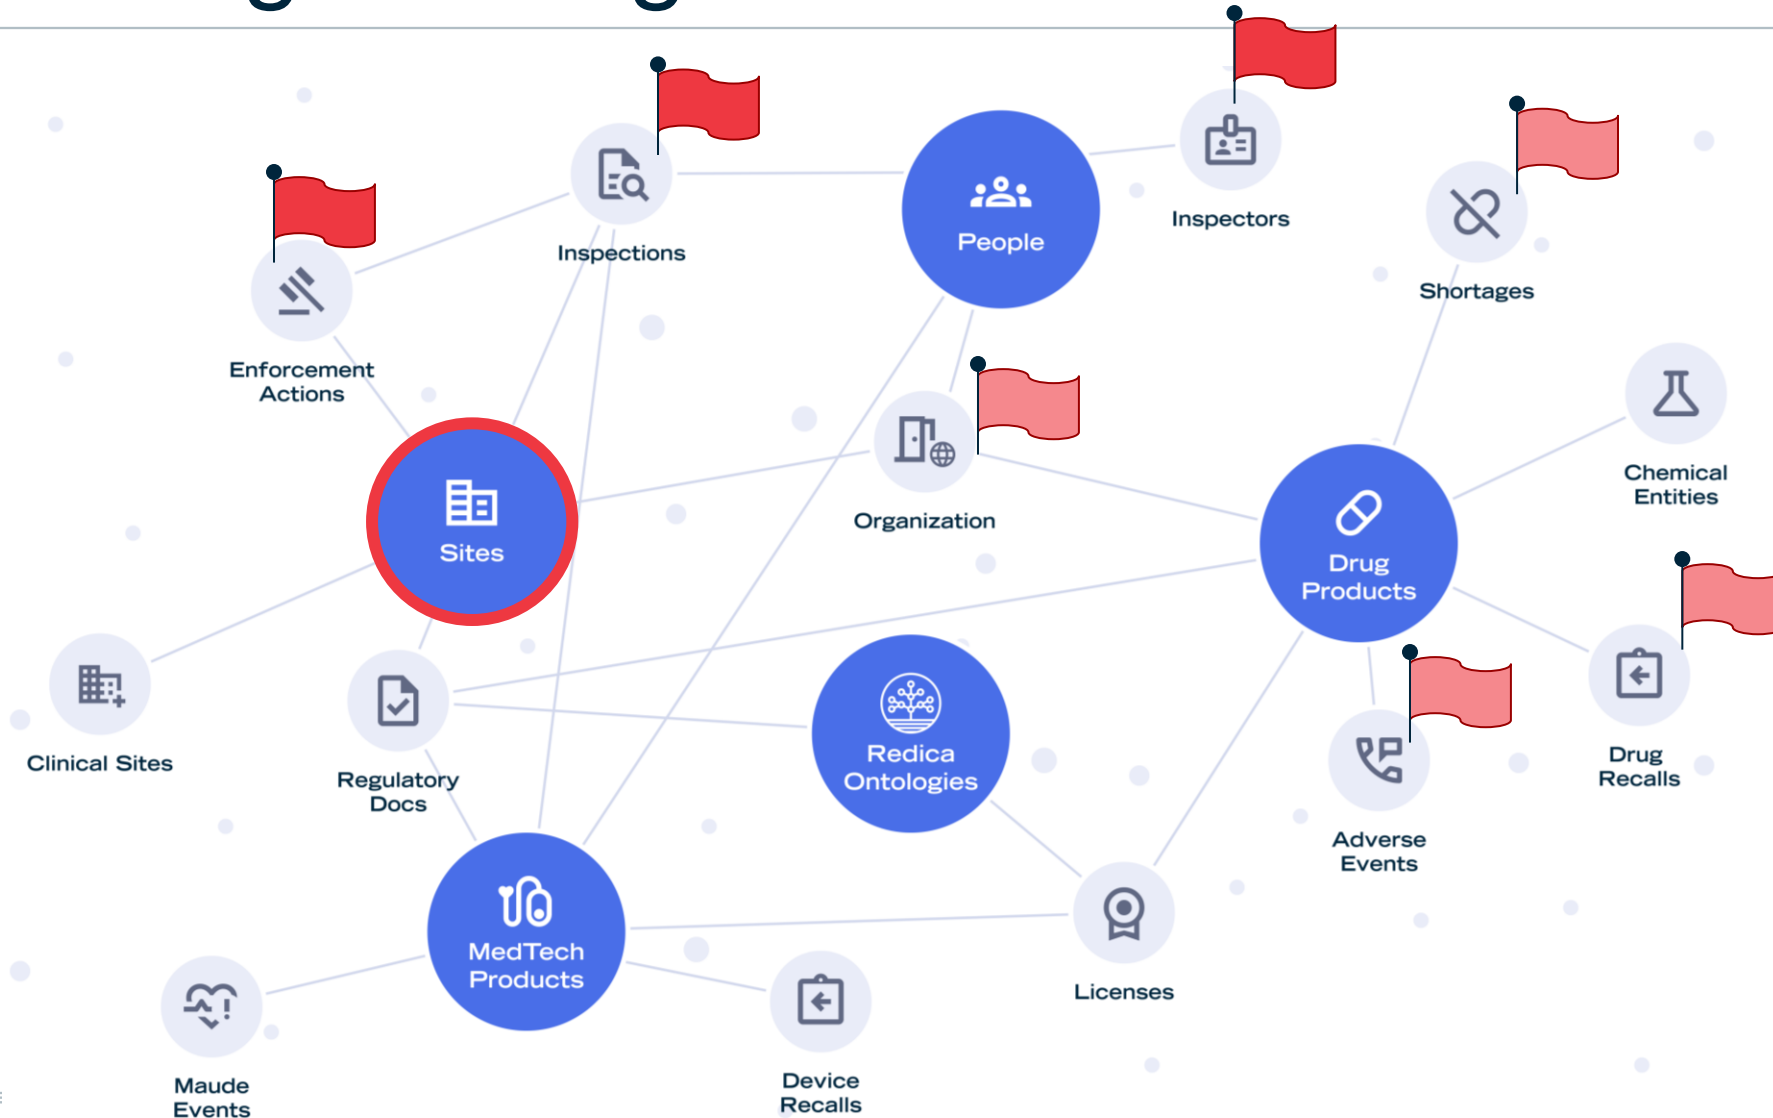 Inspectors
People
Inspections
Shortages
Enforcement
Actions
Chemical
Entities
Organization
Sites
Drug
Products
Clinical Sites
Regulatory
Docs
Redica
Ontologies
Drug
Recalls
Adverse
Events
MedTech
Products
Licenses
Maude
Events
Device
Recalls